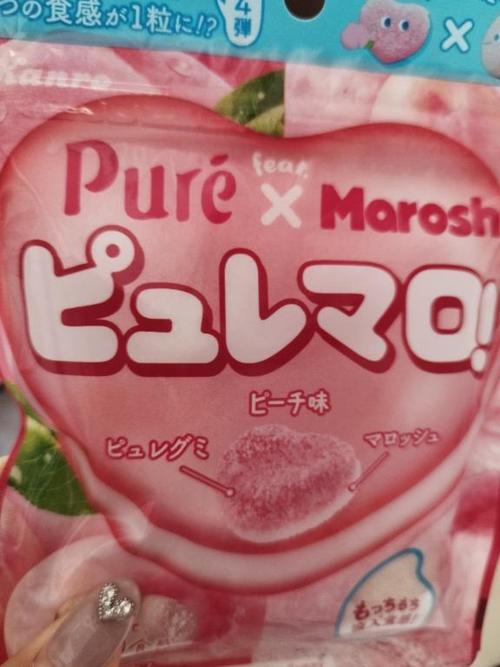 つの食感が1粒に!?
4
弾
×
Kanro
Puré feat. × Marosh
ピュレマロ!
ピーチ味
ピュレグミ
マロッシュ
もっちもち